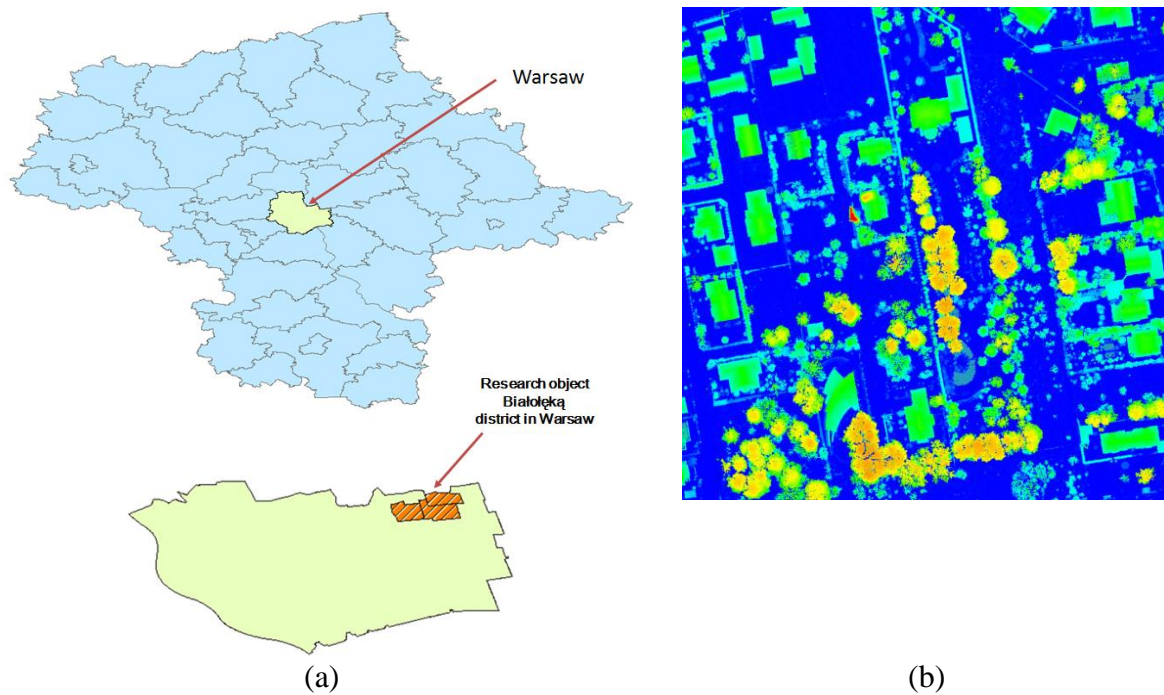 Warsaw
Research object
Białołęką
district in Warsaw
(a)
(b)